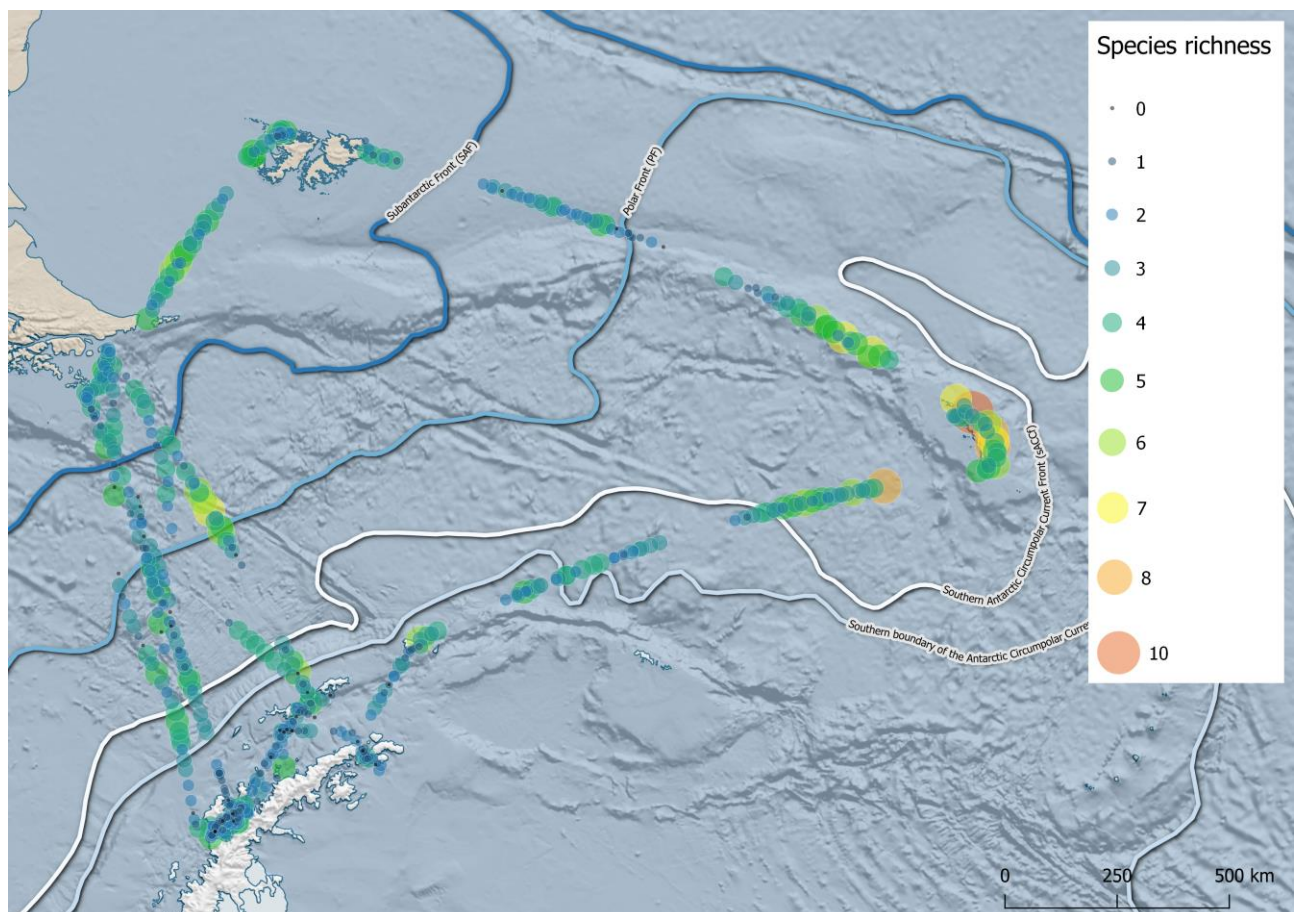 Species richness
0
1
2
3
4
5
6
7
8
10
Subantarctic Front (SAF)
Polar Front (PF)
Southern Antarctic Circumpolar Current Front (sACCf)
Southern boundary of the Antarctic Circumpolar Curre
0 250 500 km